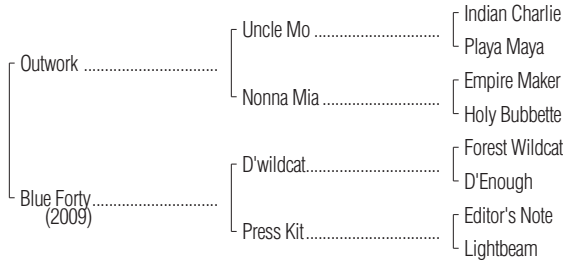 Indian Charlie
Uncle Mo
Playa Maya
Outwork
Empire Maker
Nonna Mia
Holy Bubbette
Forest Wildcat
D'wildcat
D'Enough
Blue Forty
(2009)
Editor's Note
Press Kit
Lightbeam